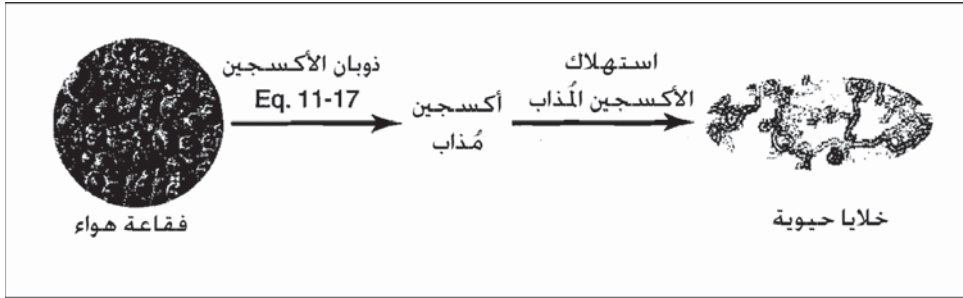 ذوبان الأكسجين
Eq. 11-17
أكسجين
مُذاب
استهلاك
الأكسجين المُذاب
فقاعة هواء
خلايا حيوية